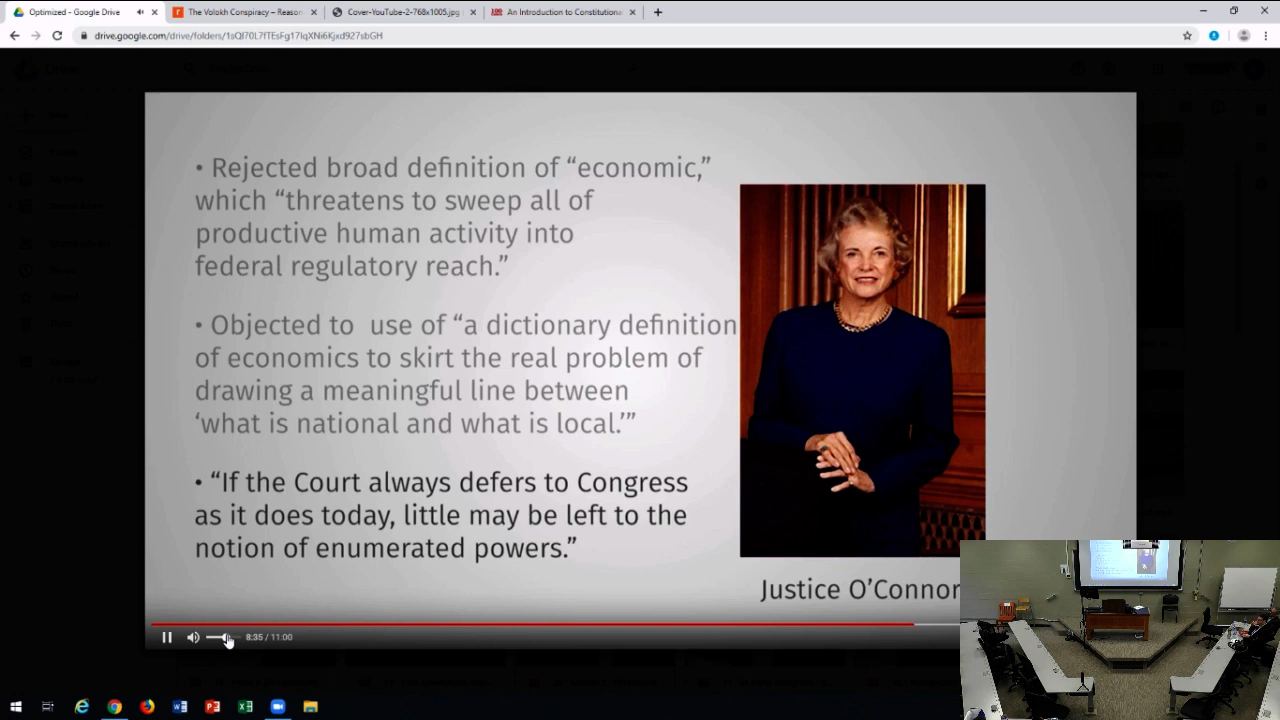 Optimized - Google Drive
The Volokh Conspiracy - Reason
Cover-YouTube-2-768x1005.jpg
An Introduction to Constitutiona
drive.google.com/drive/folders/
• Rejected broad definition of “economic,”
which “threatens to sweep all of
productive human activity into
federal regulatory reach.”
• Objected to use of “a dictionary definition
of economics to skirt the real problem of
drawing a meaningful line between
‘what is national and what is local.’”
• “If the Court always defers to Congress
as it does today, little may be left to the
notion of enumerated powers.”
Justice O’Connor
8:35 / 11:00